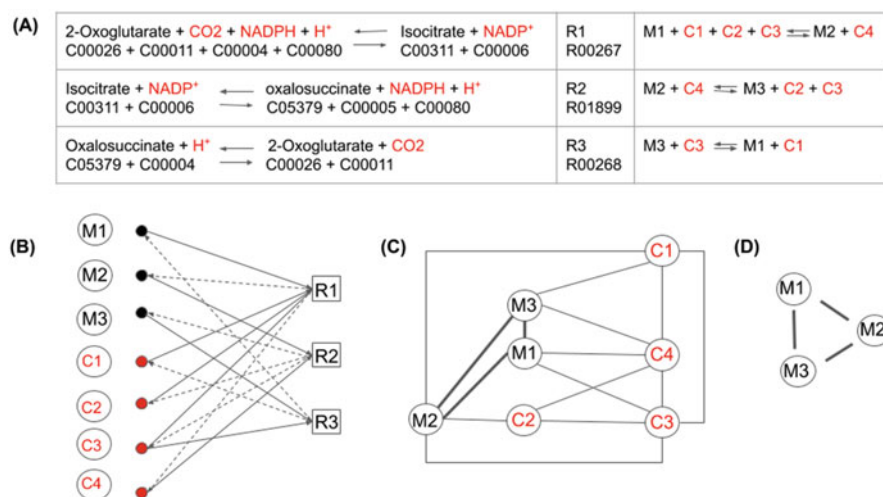 (A)
2-Oxoglutarate + CO2 + NADPH + H⁺ Isocitrate + NADP⁺ R1 M1 + C1 + C2 + C3 M2 + C4
C00026 + C00011 + C00004 + C00080 C00311 + C00006 R00267
Isocitrate + NADP⁺ oxalosuccinate + NADPH + H⁺ R2 M2 + C4 M3 + C2 + C3
C00311 + C00006 C05379 + C00005 + C00080 R01899
Oxalosuccinate + H⁺ 2-Oxoglutarate + CO2 R3 M3 + C3 M1 + C1
C05379 + C00004 C00026 + C00011 R00268
(B)
M1
M2
M3
C1
C2
C3
C4
R1
R2
R3
(C)
C1
M3
M1
C4
M2
C2
C3
(D)
M1
M2
M3